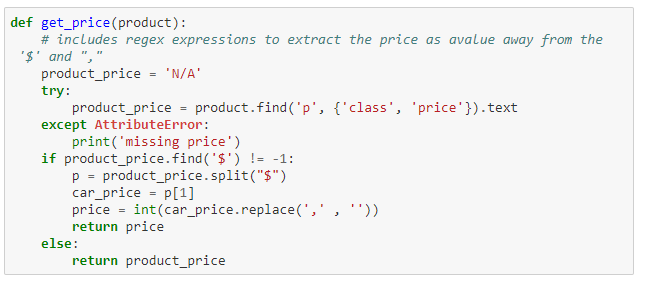 def get_price(product):
    # includes regex expressions to extract the price as avalue away from the
 '$' and ","
    product_price = 'N/A'
    try:
        product_price = product.find('p', {'class', 'price'}).text
    except AttributeError:
        print('missing price')
    if product_price.find('$') != -1:
        p = product_price.split("$")
        car_price = p[1]
        price = int(car_price.replace(',' , ''))
        return price
    else:
        return product_price